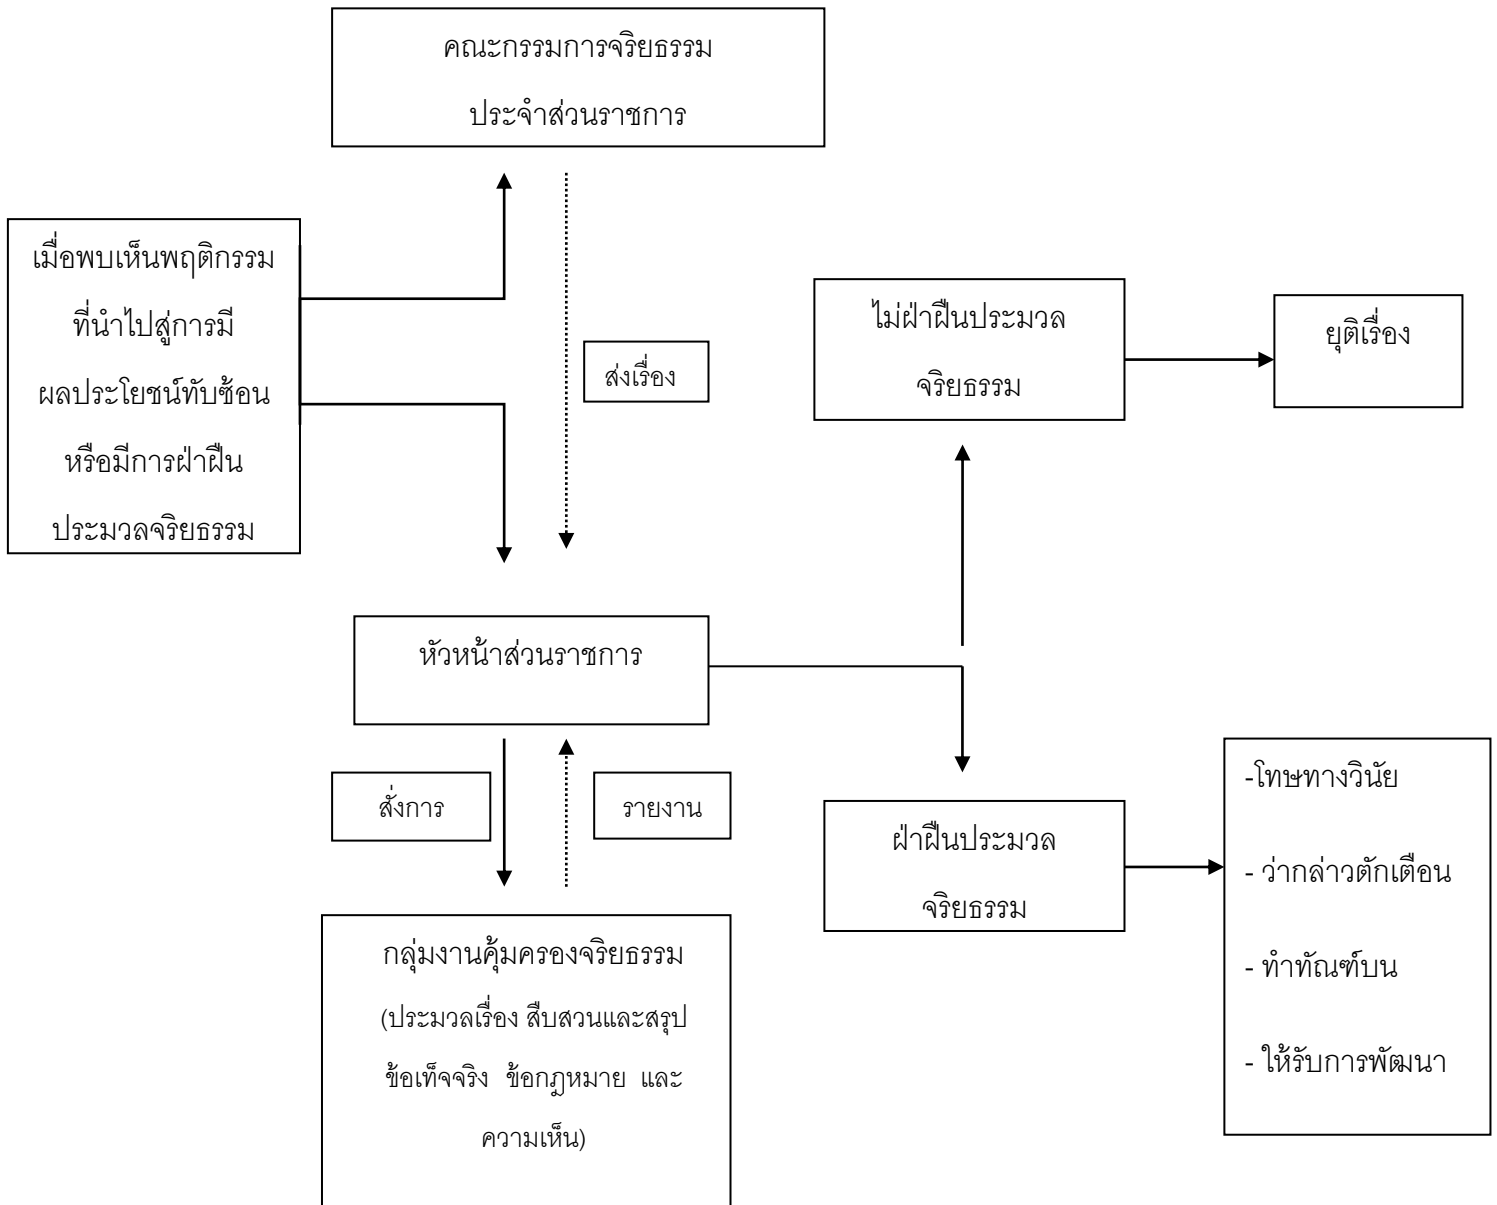 คณะกรรมการจริยธรรม
ประจำส่วนราชการ
เมื่อพบเห็นพฤติกรรม
ที่นำไปสู่การมี
ผลประโยชน์ทับซ้อน
หรือมีการฝ่าฝืน
ประมวลจริยธรรม
ส่งเรื่อง
ไม่ฝ่าฝืนประมวล
จริยธรรม
ยุติเรื่อง
หัวหน้าส่วนราชการ
สั่งการ
รายงาน
ฝ่าฝืนประมวล
จริยธรรม
-โทษทางวินัย
- ว่ากล่าวตักเตือน
- ทำทัณฑ์บน
- ให้รับการพัฒนา
กลุ่มงานคุ้มครองจริยธรรม
(ประมวลเรื่อง สืบสวนและสรุป
ข้อเท็จจริง ข้อกฎหมาย และ
ความเห็น)